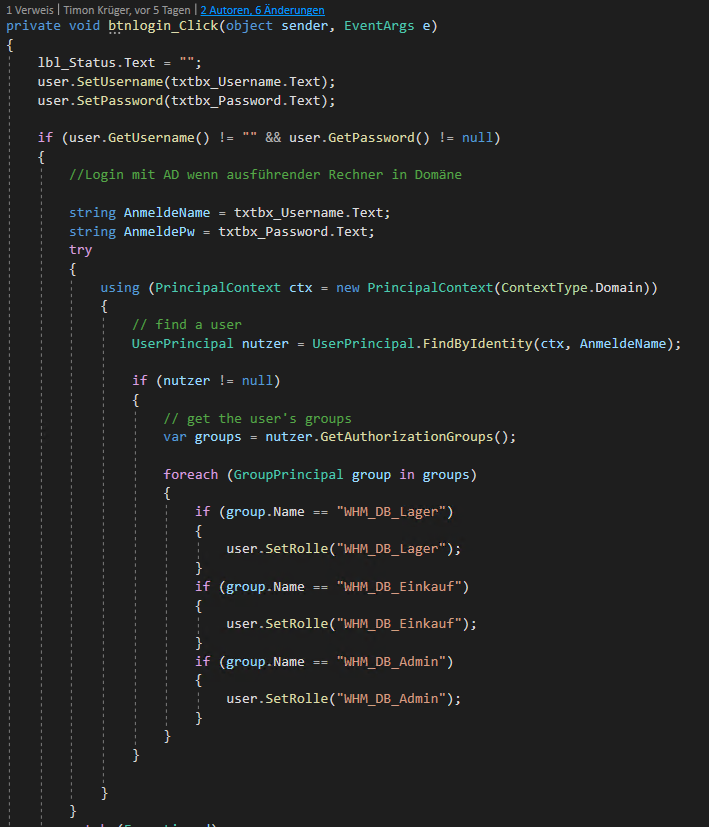 1 Verweis | Timon Krüger, vor 5 Tagen | 2 Autoren, 6 Änderungen
private void btnlogin_Click(object sender, EventArgs e)
{
lbl_Status.Text = "";
user.SetUsername(txtbx_Username.Text);
user.SetPassword(txtbx_Password.Text);
if (user.GetUsername() != "" && user.GetPassword() != null)
{
//Login mit AD wenn ausführender Rechner in Domäne
string AnmeldeName = txtbx_Username.Text;
string AnmeldePw = txtbx_Password.Text;
try
{
using (PrincipalContext ctx = new PrincipalContext(ContextType.Domain))
{
// find a user
UserPrincipal nutzer = UserPrincipal.FindByIdentity(ctx, AnmeldeName);
if (nutzer != null)
{
// get the user's groups
var groups = nutzer.GetAuthorizationGroups();
foreach (GroupPrincipal group in groups)
{
if (group.Name == "WHM_DB_Lager")
{
user.SetRolle("WHM_DB_Lager");
}
if (group.Name == "WHM_DB_Einkauf")
{
user.SetRolle("WHM_DB_Einkauf");
}
if (group.Name == "WHM_DB_Admin")
{
user.SetRolle("WHM_DB_Admin");
}
}
}
}
}